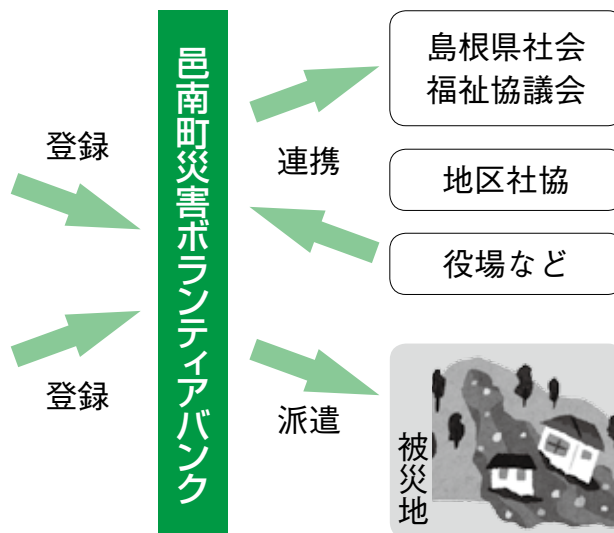 登録
登録
邑南町災害ボランティアバンク
連携
派遣
島根県社会
福祉協議会
地区社協
役場など
被災地